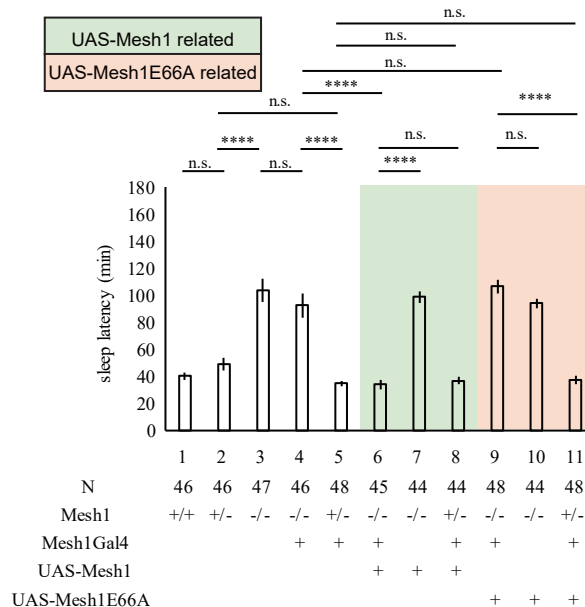 UAS-Mesh1 related
UAS-Mesh1E66A related
n.s.
n.s.
n.s.
****
n.s.
n.s.
****
****
****
n.s.
n.s.
n.s.
n.s.
****
180
160
140
120
100
80
60
40
20
0
sleep latency (min)
1 2 3 4 5 6 7 8 9 10 11
N 46 46 47 46 48 45 44 44 48 44 48
Mesh1 +/+ +/- -/- -/- +/- -/- -/- +/- -/- -/- +/-
Mesh1Gal4 + + + + + +
UAS-Mesh1 + + +
UAS-Mesh1E66A + + +